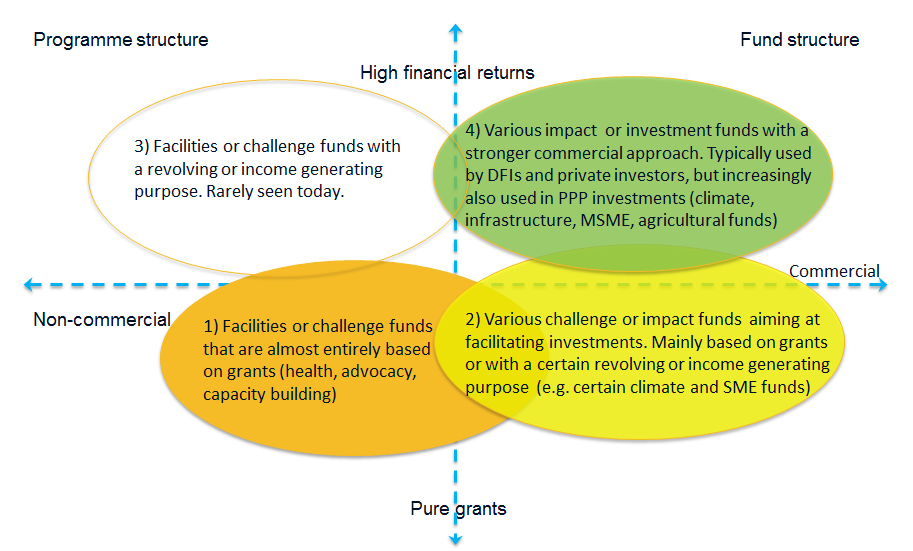 Programme structure
Fund structure
High financial returns
3) Facilities or challenge funds with
a revolving or income generating
purpose. Rarely seen today.
4) Various impact or investment funds with a
stronger commercial approach. Typically used
by DFIs and private investors, but increasingly
also used in PPP investments (climate,
infrastructure, MSME, agricultural funds)
Commercial
Non-commercial
1) Facilities or challenge funds
that are almost entirely based
on grants (health, advocacy,
capacity building)
2) Various challenge or impact funds aiming at
facilitating investments. Mainly based on grants
or with a certain revolving or income generating
purpose (e.g. certain climate and SME funds)
Pure grants